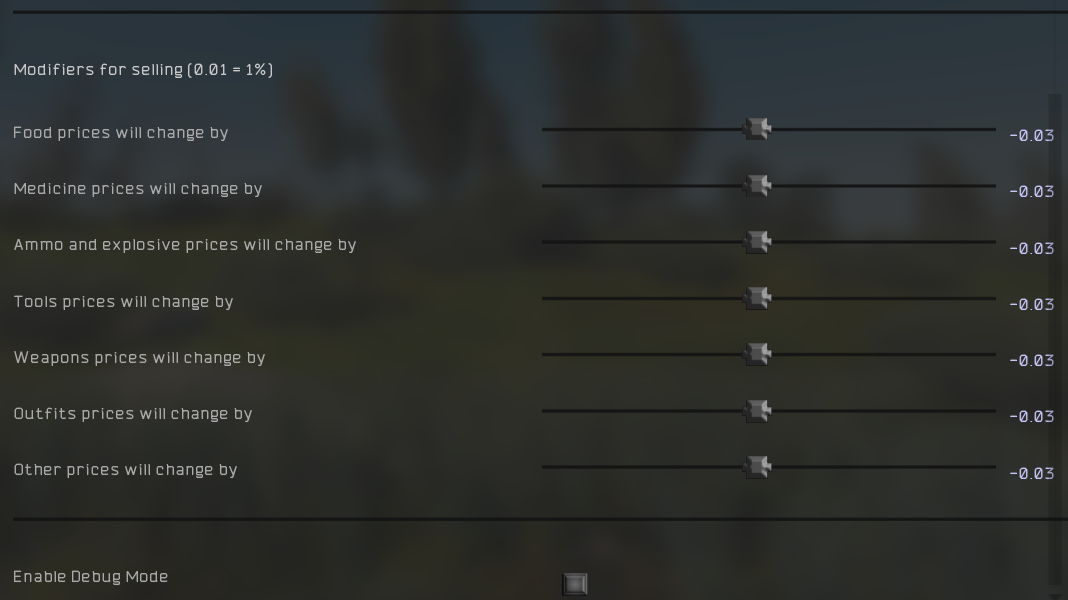 Modifiers for selling (0.01 = 1%)
Food prices will change by -0.03
Medicine prices will change by -0.03
Ammo and explosive prices will change by -0.03
Tools prices will change by -0.03
Weapons prices will change by -0.03
Outfits prices will change by -0.03
Other prices will change by -0.03
Enable Debug Mode